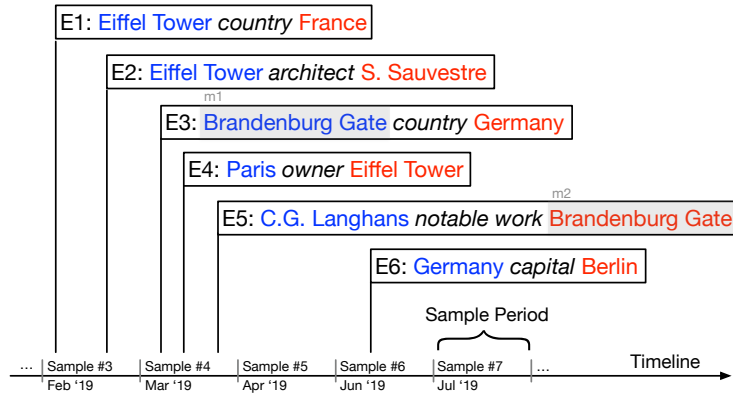 E1: Eiffel Tower country France
E2: Eiffel Tower architect S. Sauvestre
m1
E3: Brandenburg Gate country Germany
E4: Paris owner Eiffel Tower
m2
E5: C.G. Langhans notable work Brandenburg Gate
E6: Germany capital Berlin
Sample Period
... Sample #3 Sample #4 Sample #5 Sample #6 Sample #7 ... Timeline
Feb ‘19 Mar ‘19 Apr ‘19 Jun ‘19 Jul ‘19